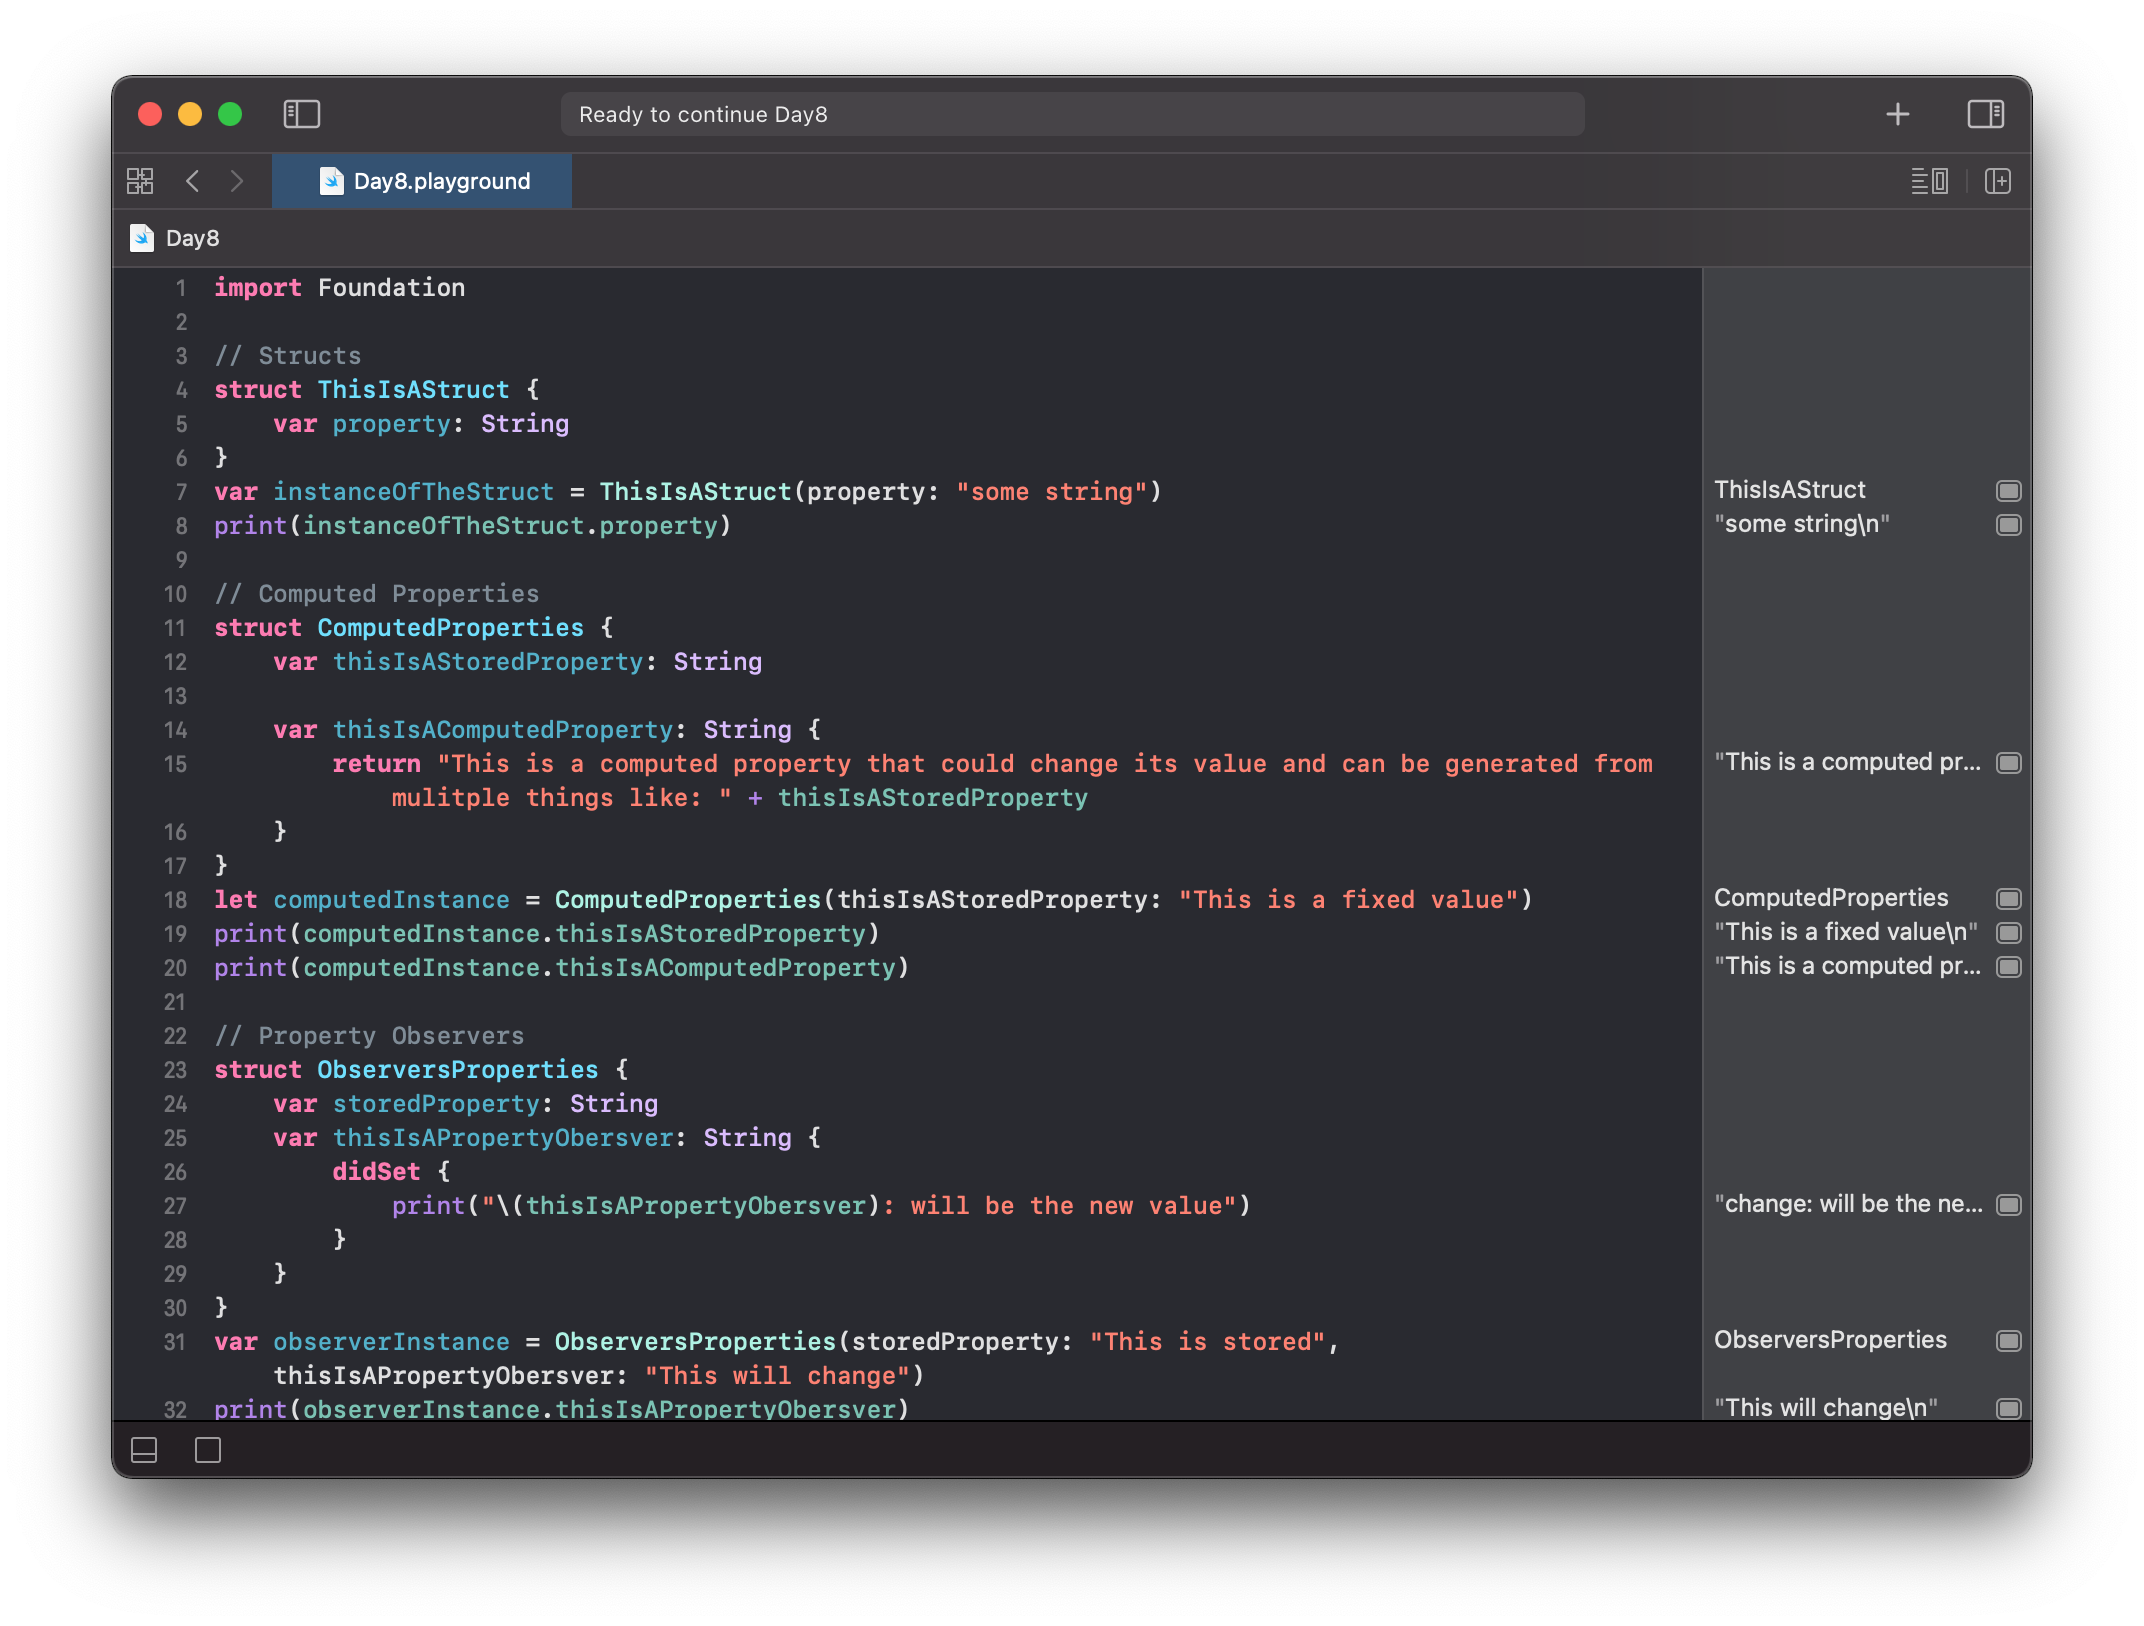 Ready to continue Day8
Day8.playground
Day8
1 import Foundation
2
3 // Structs
4 struct ThisIsAStruct {
5     var property: String
6 }
7 var instanceOfTheStruct = ThisIsAStruct(property: "some string") ThisIsAStruct
8 print(instanceOfTheStruct.property) "some string\n"
9
10 // Computed Properties
11 struct ComputedProperties {
12     var thisIsAStoredProperty: String
13
14     var thisIsAComputedProperty: String {
15         return "This is a computed property that could change its value and can be generated from "This is a computed pr...
mulitple things like: " + thisIsAStoredProperty
16     }
17 }
18 let computedInstance = ComputedProperties(thisIsAStoredProperty: "This is a fixed value") ComputedProperties
19 print(computedInstance.thisIsAStoredProperty) "This is a fixed value\n"
20 print(computedInstance.thisIsAComputedProperty) "This is a computed pr...
21
22 // Property Observers
23 struct ObserversProperties {
24     var storedProperty: String
25     var thisIsAPropertyObersver: String {
26         didSet {
27             print("\(thisIsAPropertyObersver): will be the new value") "change: will be the ne...
28         }
29     }
30 }
31 var observerInstance = ObserversProperties(storedProperty: "This is stored", ObserversProperties
thisIsAPropertyObersver: "This will change")
32 print(observerInstance.thisIsAPropertyObersver) "This will change\n"